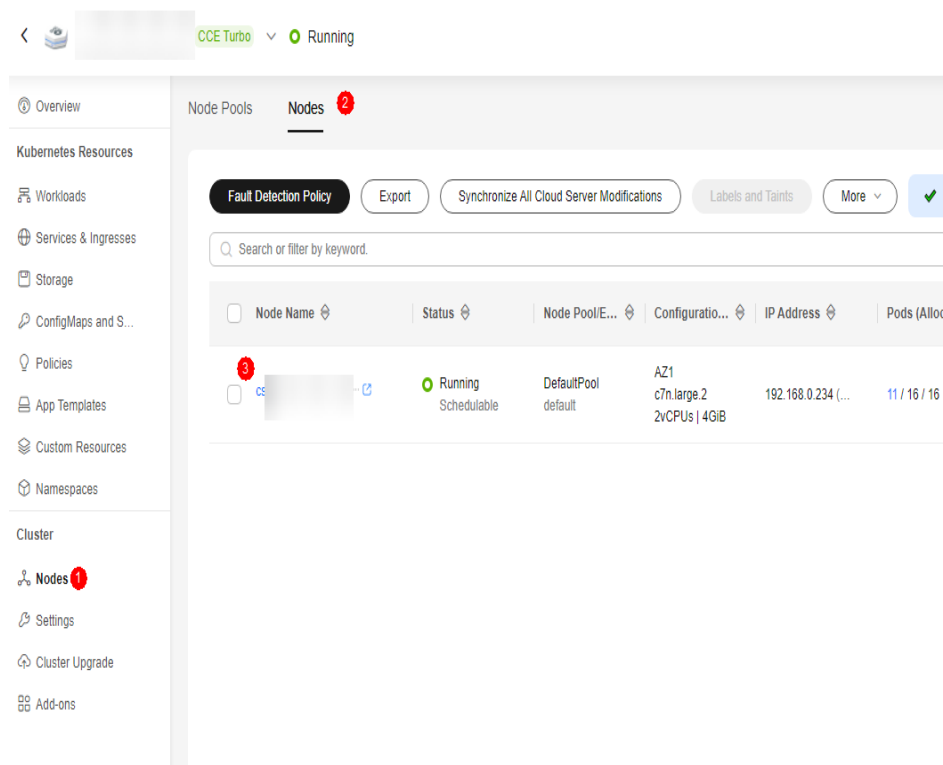 CCE Turbo Running
Overview
Kubernetes Resources
Workloads
Services & Ingresses
Storage
ConfigMaps and S...
Policies
App Templates
Custom Resources
Namespaces
Cluster
Nodes 1
Settings
Cluster Upgrade
Add-ons
Node Pools Nodes 2
Fault Detection Policy Export Synchronize All Cloud Server Modifications Labels and Taints More
Search or filter by keyword.
Node Name Status Node Pool/E... Configuratio... IP Address Pods (Alloc
3
Running
Schedulable
DefaultPool
default
AZ1
c7n.large.2
2vCPUs | 4GiB
192.168.0.234 (...
11 / 16 / 16